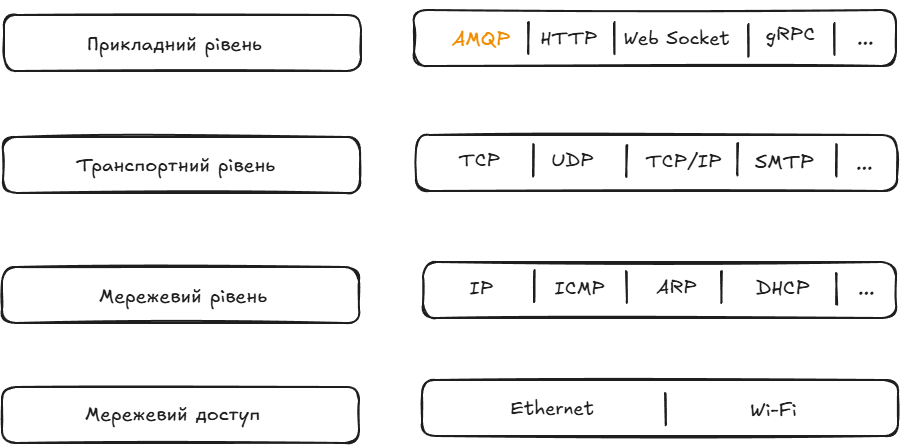 Прикладний рівень
AMQP | HTTP | Web Socket | gRPC | ...
Транспортний рівень
TCP | UDP | TCP/IP | SMTP | ...
Мережевий рівень
IP | ICMP | ARP | DHCP | ...
Мережевий доступ
Ethernet | Wi-Fi